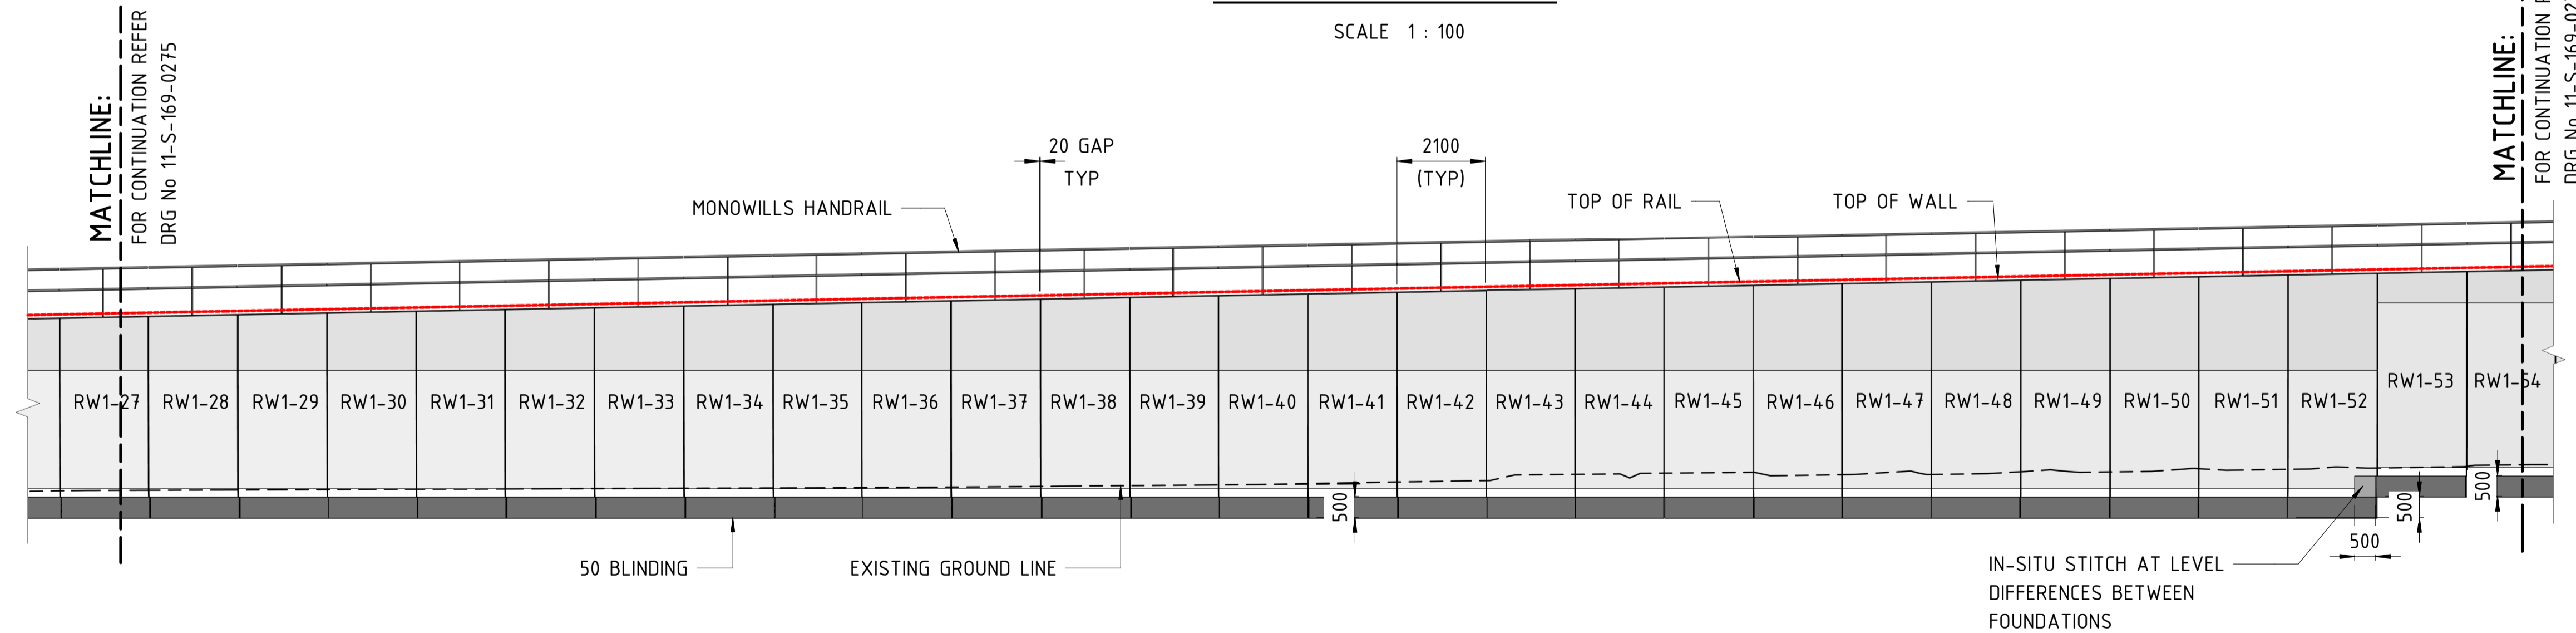 SCALE 1 : 100
MATCHLINE:
FOR CONTINUATION REFER
DRG No 11-S-169-0275
20 GAP
TYP
2100
(TYP)
MONOWILLS HANDRAIL
TOP OF RAIL
TOP OF WALL
MATCHLINE:
FOR CONTINUATION
DRG No
RW1-27
RW1-28
RW1-29
RW1-30
RW1-31
RW1-32
RW1-33
RW1-34
RW1-35
RW1-36
RW1-37
RW1-38
RW1-39
RW1-40
RW1-41
RW1-42
RW1-43
RW1-44
RW1-45
RW1-46
RW1-47
RW1-48
RW1-49
RW1-50
RW1-51
RW1-52
RW1-53
RW1-54
500
500
500
500
50 BLINDING
EXISTING GROUND LINE
IN-SITU STITCH AT LEVEL
DIFFERENCES BETWEEN
FOUNDATIONS